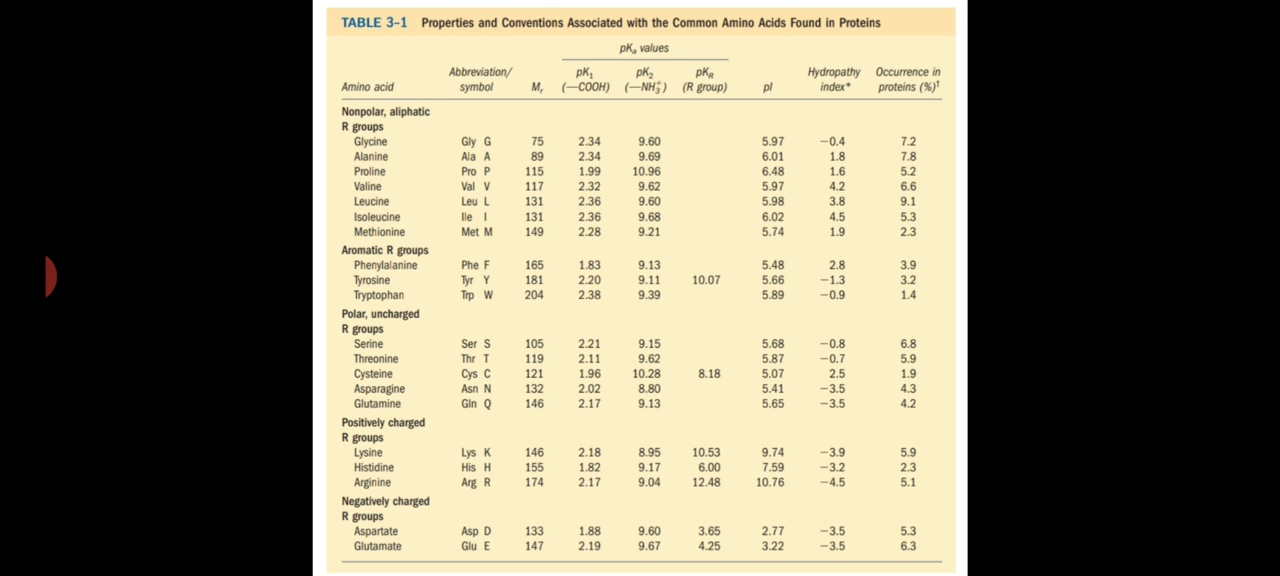 TABLE 3-1 Properties and Conventions Associated with the Common Amino Acids Found in Proteins
pKa values
Abbreviation/ pK1 pK2 pKR Hydropathy Occurrence in
Amino acid symbol Mr (—COOH) (—NH3+) (R group) pI index* proteins (%)†
Nonpolar, aliphatic
R groups
Glycine Gly G 75 2.34 9.60 5.97 −0.4 7.2
Alanine Ala A 89 2.34 9.69 6.01 1.8 7.8
Proline Pro P 115 1.99 10.96 6.48 1.6 5.2
Valine Val V 117 2.32 9.62 5.97 4.2 6.6
Leucine Leu L 131 2.36 9.60 5.98 3.8 9.1
Isoleucine Ile I 131 2.36 9.68 6.02 4.5 5.3
Methionine Met M 149 2.28 9.21 5.74 1.9 2.3
Aromatic R groups
Phenylalanine Phe F 165 1.83 9.13 5.48 2.8 3.9
Tyrosine Tyr Y 181 2.20 9.11 10.07 5.66 −1.3 3.2
Tryptophan Trp W 204 2.38 9.39 5.89 −0.9 1.4
Polar, uncharged
R groups
Serine Ser S 105 2.21 9.15 5.68 −0.8 6.8
Threonine Thr T 119 2.11 9.62 5.87 −0.7 5.9
Cysteine Cys C 121 1.96 10.28 8.18 5.07 2.5 1.9
Asparagine Asn N 132 2.02 8.80 5.41 −3.5 4.3
Glutamine Gln Q 146 2.17 9.13 5.65 −3.5 4.2
Positively charged
R groups
Lysine Lys K 146 2.18 8.95 10.53 9.74 −3.9 5.9
Histidine His H 155 1.82 9.17 6.00 7.59 −3.2 2.3
Arginine Arg R 174 2.17 9.04 12.48 10.76 −4.5 5.1
Negatively charged
R groups
Aspartate Asp D 133 1.88 9.60 3.65 2.77 −3.5 5.3
Glutamate Glu E 147 2.19 9.67 4.25 3.22 −3.5 6.3